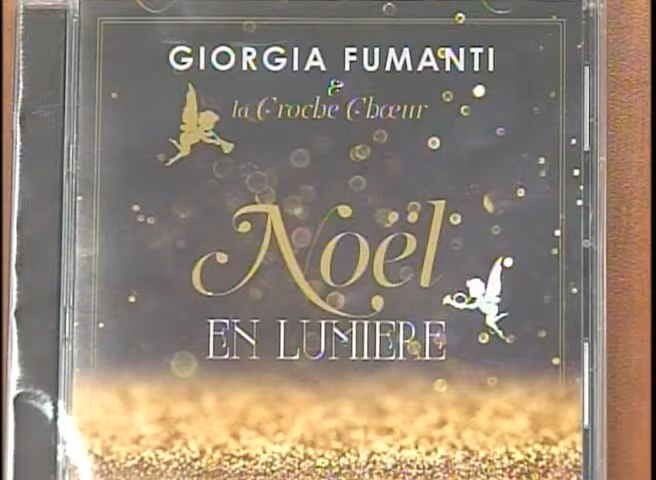 GIORGIA FUMANTI
&
la Croche Chœur
Noël
EN LUMIERE